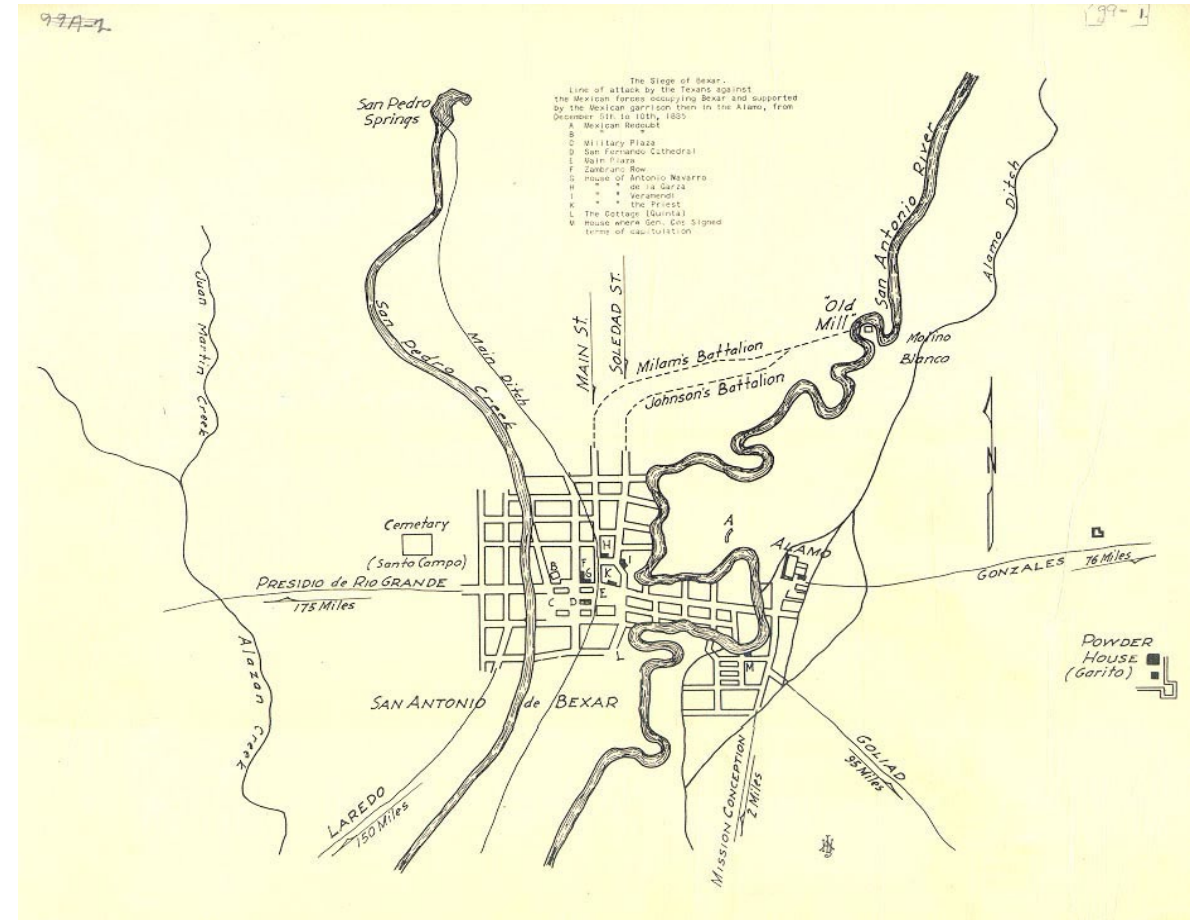 99A-2
99-1
The Siege of Bexar.
Line of attack by the Texans against
the Mexican forces occupying Bexar and supported
by the Mexican garrison then in the Alamo, from
December 5th to 10th, 1835
A Mexican Redoubt
B " "
C Military Plaza
D San Fernando Cathedral
E Main Plaza
F Zambrano Row
G House of Antonio Navarro
H " " de la Garza
I " " Veramendi
K " " the Priest
L The Cottage (Quinta)
M House where Gen. Cos Signed
terms of capitulation
San Pedro
Springs
San Antonio River
Alamo Ditch
Juan Martin Creek
San Pedro Creek
Main Ditch
MAIN ST.
SOLEDAD ST.
"Old
Mill"
Molino
Blanco
Milam's Battalion
Johnson's Battalion
N
Cemetary
(Santo Campo)
PRESIDIO de RIO GRANDE
175 Miles
A
ALAMO
H
B
F
G
K
I
C
D
E
L
M
GONZALES 76 Miles
POWDER
HOUSE
(Garita)
Alazan Creek
SAN ANTONIO de BEXAR
LAREDO
150 Miles
MISSION CONCEPTION
2 Miles
GOLIAD
95 Miles